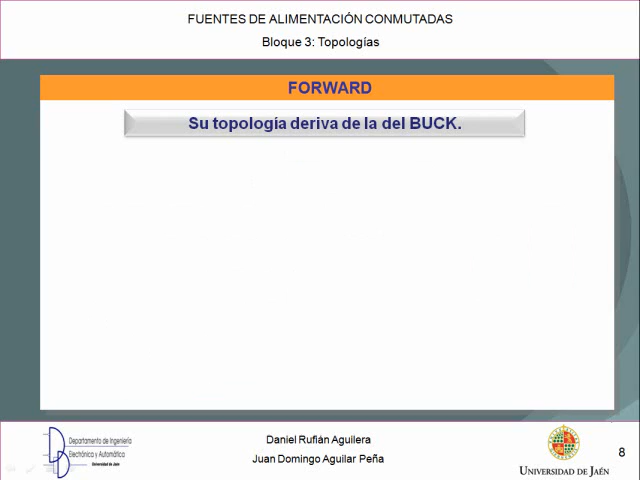 FUENTES DE ALIMENTACIÓN CONMUTADAS
Bloque 3: Topologías
FORWARD
Su topología deriva de la del BUCK.
Departamento de Ingeniería
Electrónica y Automática
Universidad de Jaén
Daniel Rufián Aguilera
Juan Domingo Aguilar Peña
UNIVERSIDAD DE JAÉN
8